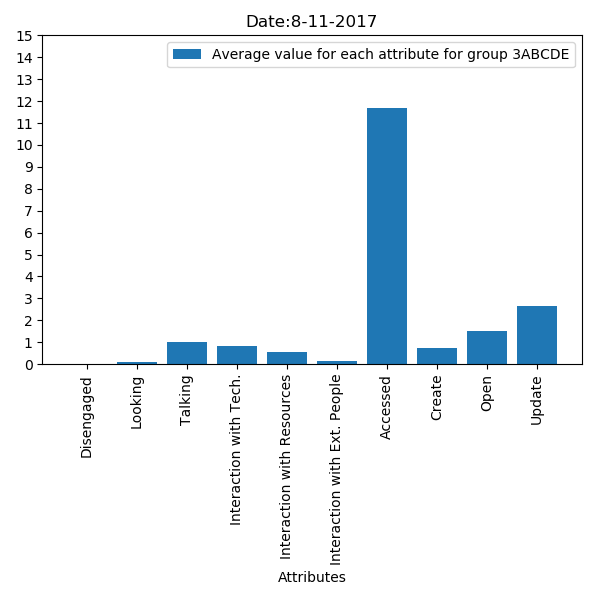 Date:8-11-2017
Average value for each attribute for group 3ABCDE
15
14
13
12
11
10
9
8
7
6
5
4
3
2
1
0
Disengaged
Looking
Talking
Interaction with Tech.
Interaction with Resources
Interaction with Ext. People
Accessed
Create
Open
Update
Attributes